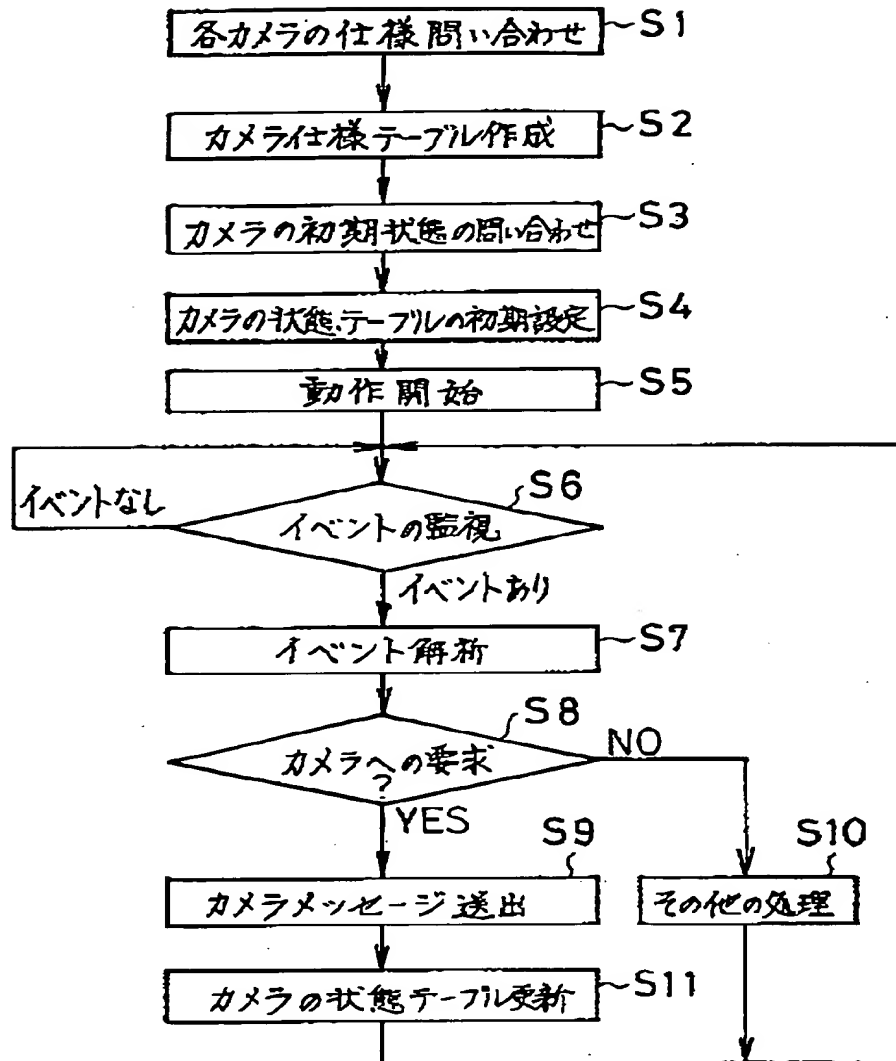 各カメラの仕様問い合わせ S1
カメラ仕様テーブル作成 S2
カメラの初期状態の問い合わせ S3
カメラの状態テーブルの初期設定 S4
動作開始 S5
イベントなし
イベントの監視 S6
イベントあり
イベント解析 S7
カメラへの要求 S8
?
NO
YES
カメラメッセージ送出 S9
その他の処理 S10
カメラの状態テーブル更新 S11